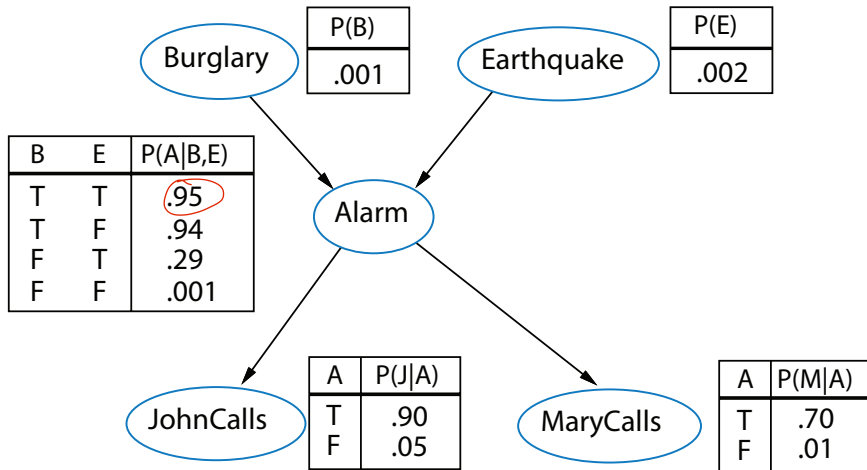 Burglary
P(B)
.001
Earthquake
P(E)
.002
B E P(A|B,E)
T T .95
T F .94
F T .29
F F .001
Alarm
JohnCalls
A P(J|A)
T .90
F .05
MaryCalls
A P(M|A)
T .70
F .01